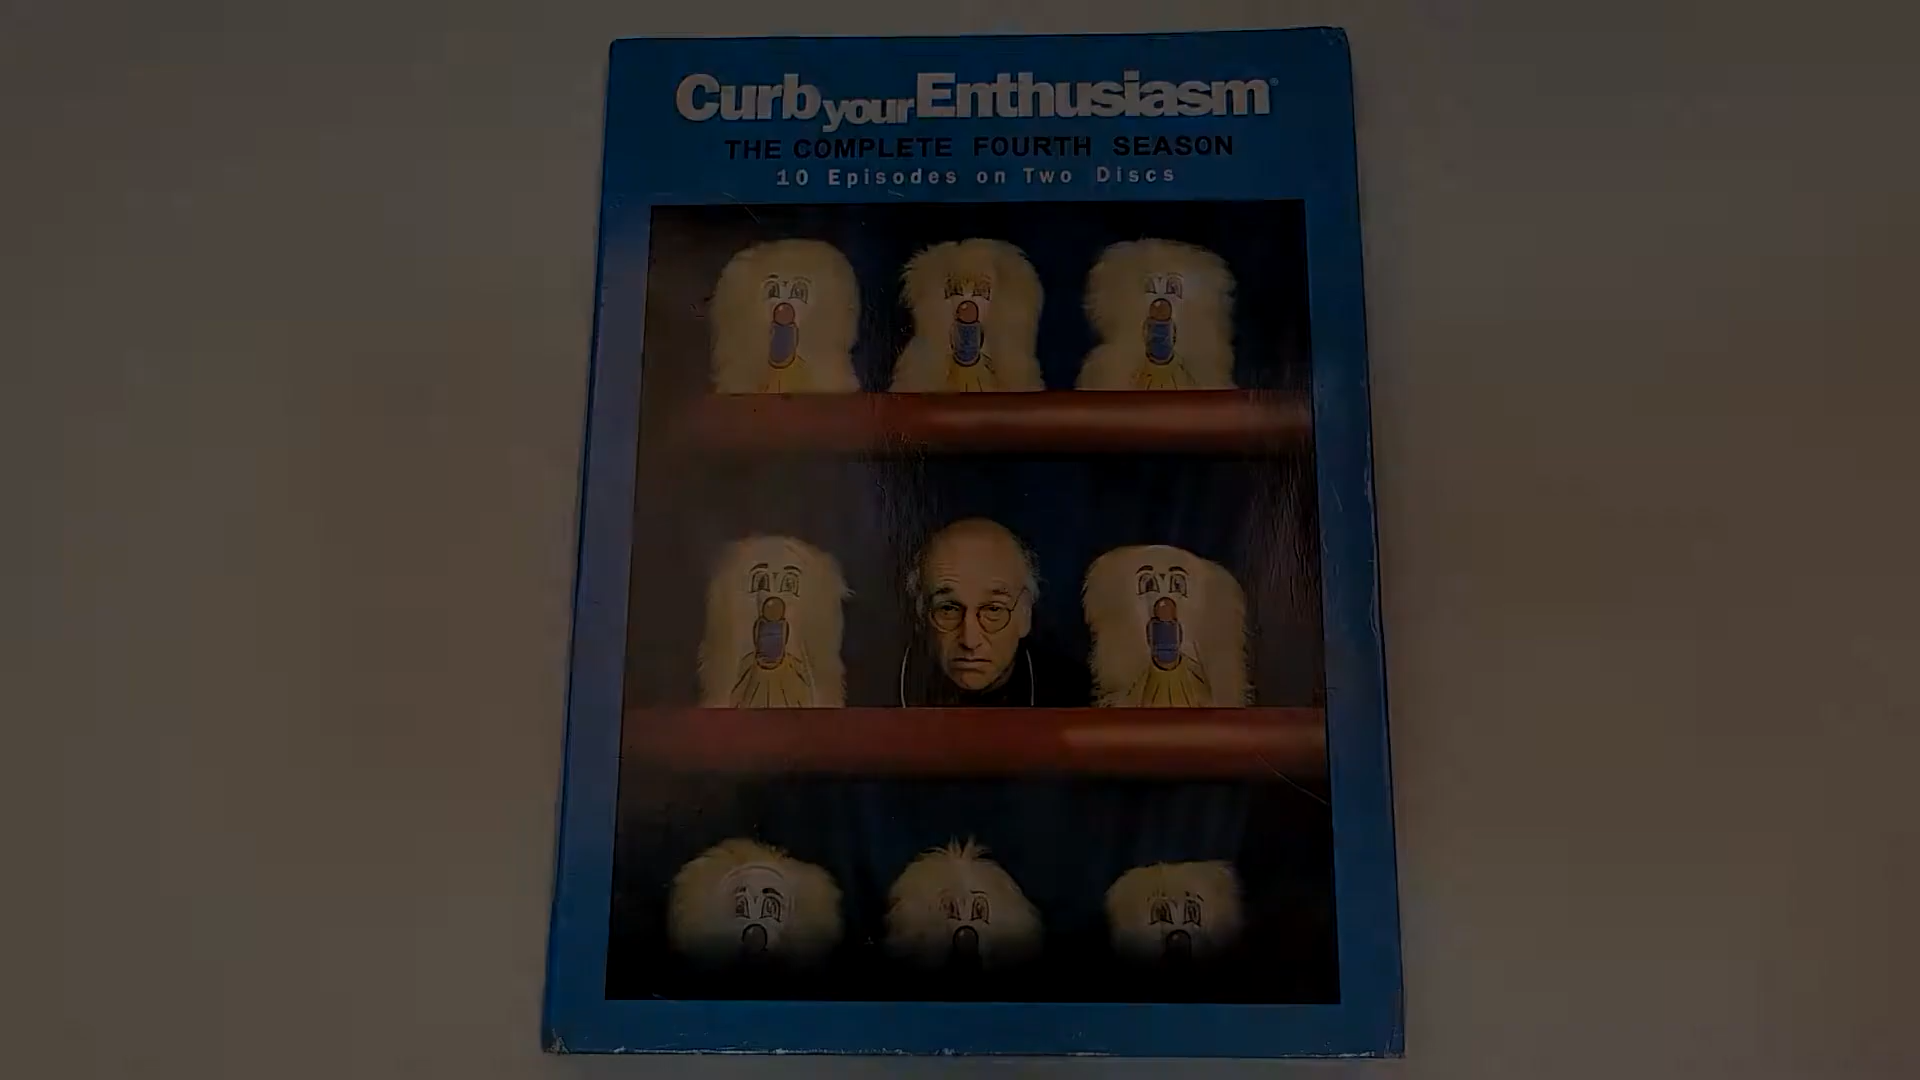 Curb your Enthusiasm®
THE COMPLETE FOURTH SEASON
10 Episodes on Two Discs